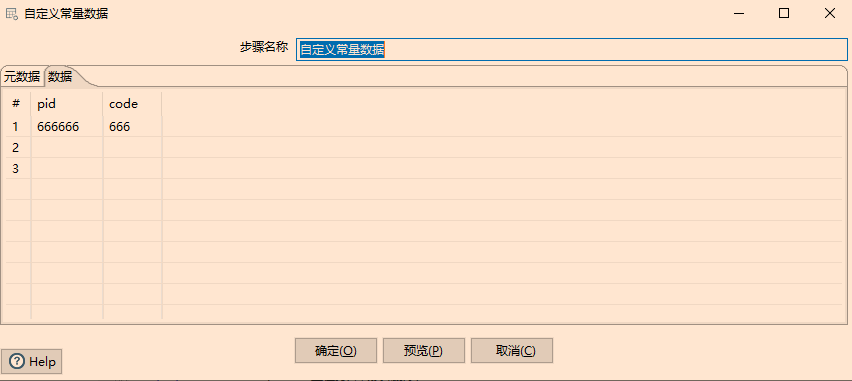 自定义常量数据
步骤名称 自定义常量数据
元数据 数据
# pid code
1 666666 666
2
3
确定(O) 预览(P) 取消(C)
Help